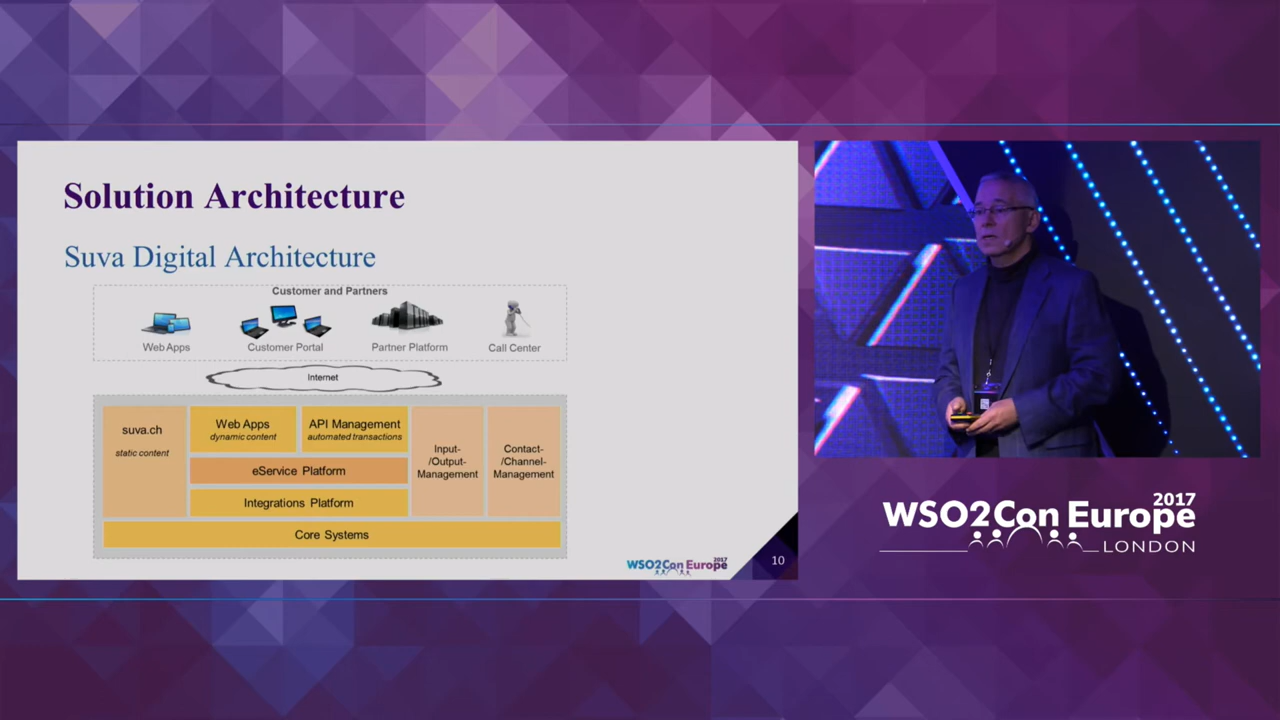 Solution Architecture
Suva Digital Architecture
Customer and Partners
Web Apps
Customer Portal
Partner Platform
Call Center
Internet
suva.ch
static content
Web Apps
dynamic content
API Management
automated transactions
eService Platform
Integrations Platform
Input-
/Output-
Management
Contact-
/Channel-
Management
Core Systems
WSO2Con Europe 2017
10
2017
WSO2Con Europe
LONDON